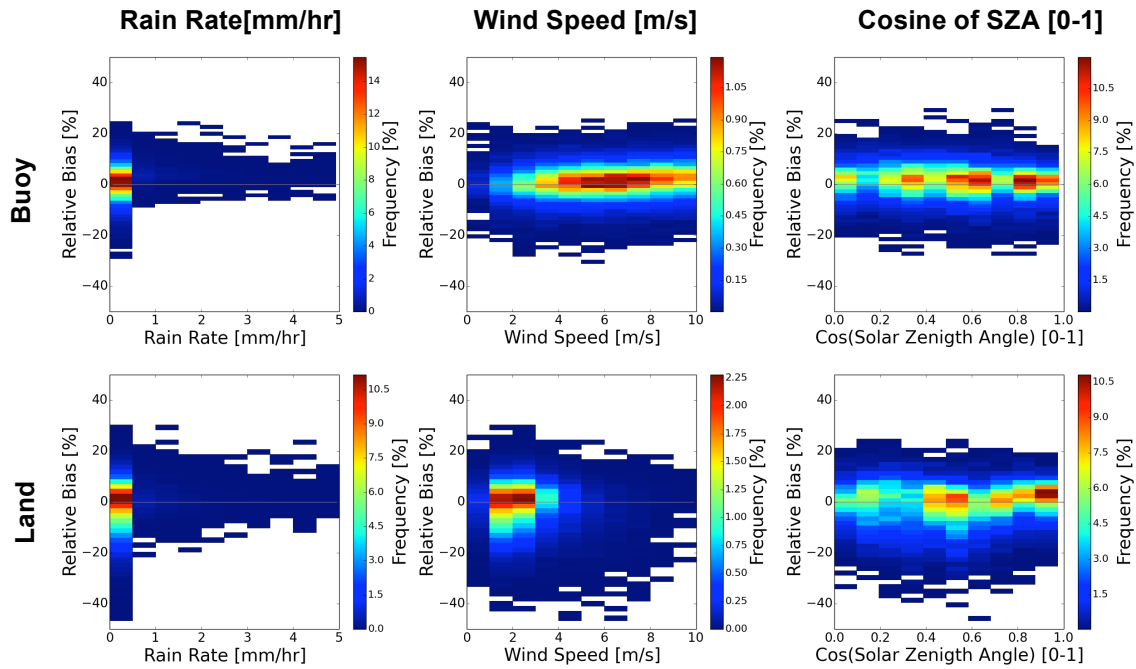 Rain Rate[mm/hr]
Wind Speed [m/s]
Cosine of SZA [0-1]
Buoy
Relative Bias [%]
40
20
0
−20
−40
0 1 2 3 4 5
Rain Rate [mm/hr]
14
12
10
8
6
4
2
0
Frequency [%]
Relative Bias [%]
40
20
0
−20
−40
0 2 4 6 8 10
Wind Speed [m/s]
1.05
0.90
0.75
0.60
0.45
0.30
0.15
Frequency [%]
Relative Bias [%]
40
20
0
−20
−40
0.0 0.2 0.4 0.6 0.8 1.0
Cos(Solar Zenigth Angle) [0-1]
10.5
9.0
7.5
6.0
4.5
3.0
1.5
Frequency [%]
Land
Relative Bias [%]
40
20
0
−20
−40
0 1 2 3 4 5
Rain Rate [mm/hr]
10.5
9.0
7.5
6.0
4.5
3.0
1.5
0.0
Frequency [%]
Relative Bias [%]
40
20
0
−20
−40
0 2 4 6 8 10
Wind Speed [m/s]
2.25
2.00
1.75
1.50
1.25
1.00
0.75
0.50
0.25
0.00
Frequency [%]
Relative Bias [%]
40
20
0
−20
−40
0.0 0.2 0.4 0.6 0.8 1.0
Cos(Solar Zenigth Angle) [0-1]
10.5
9.0
7.5
6.0
4.5
3.0
1.5
Frequency [%]